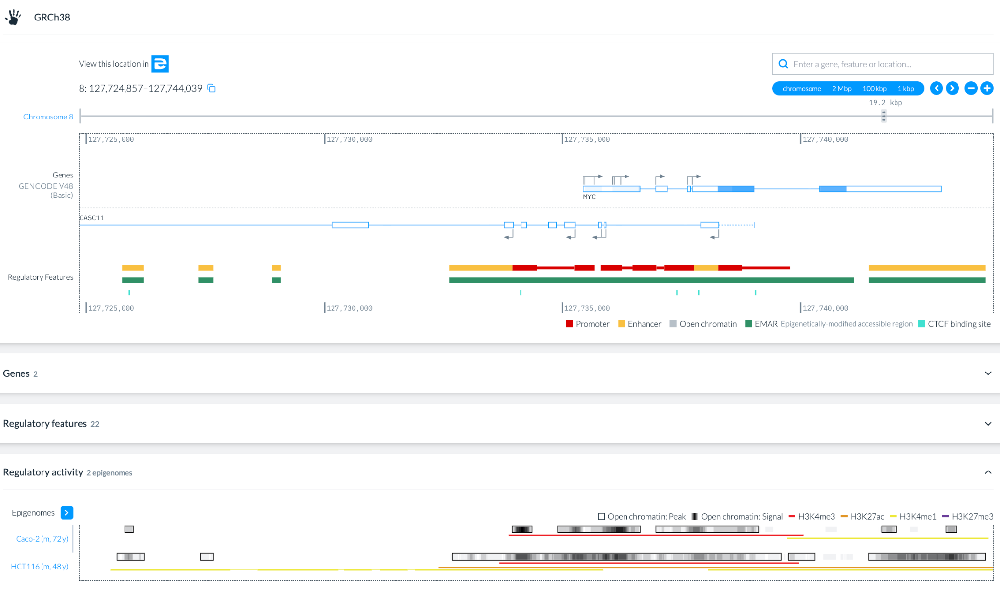 GRCh38
View this location in
Enter a gene, feature or location...
8: 127,724,857–127,744,039
chromosome 2 Mbp 100 kbp 1 kbp
19.2 kbp
Chromosome 8
127,725,000 127,730,000 127,735,000 127,740,000
Genes
GENCODE V48
(Basic)
MYC
CASC11
Regulatory Features
127,725,000 127,730,000 127,735,000 127,740,000
Promoter Enhancer Open chromatin EMAR Epigenetically-modified accessible region CTCF binding site
Genes 2
Regulatory features 22
Regulatory activity 2 epigenomes
Epigenomes
Open chromatin: Peak Open chromatin: Signal H3K4me3 H3K27ac H3K4me1 H3K27me3
Caco-2 (m, 72 y)
HCT116 (m, 48 y)